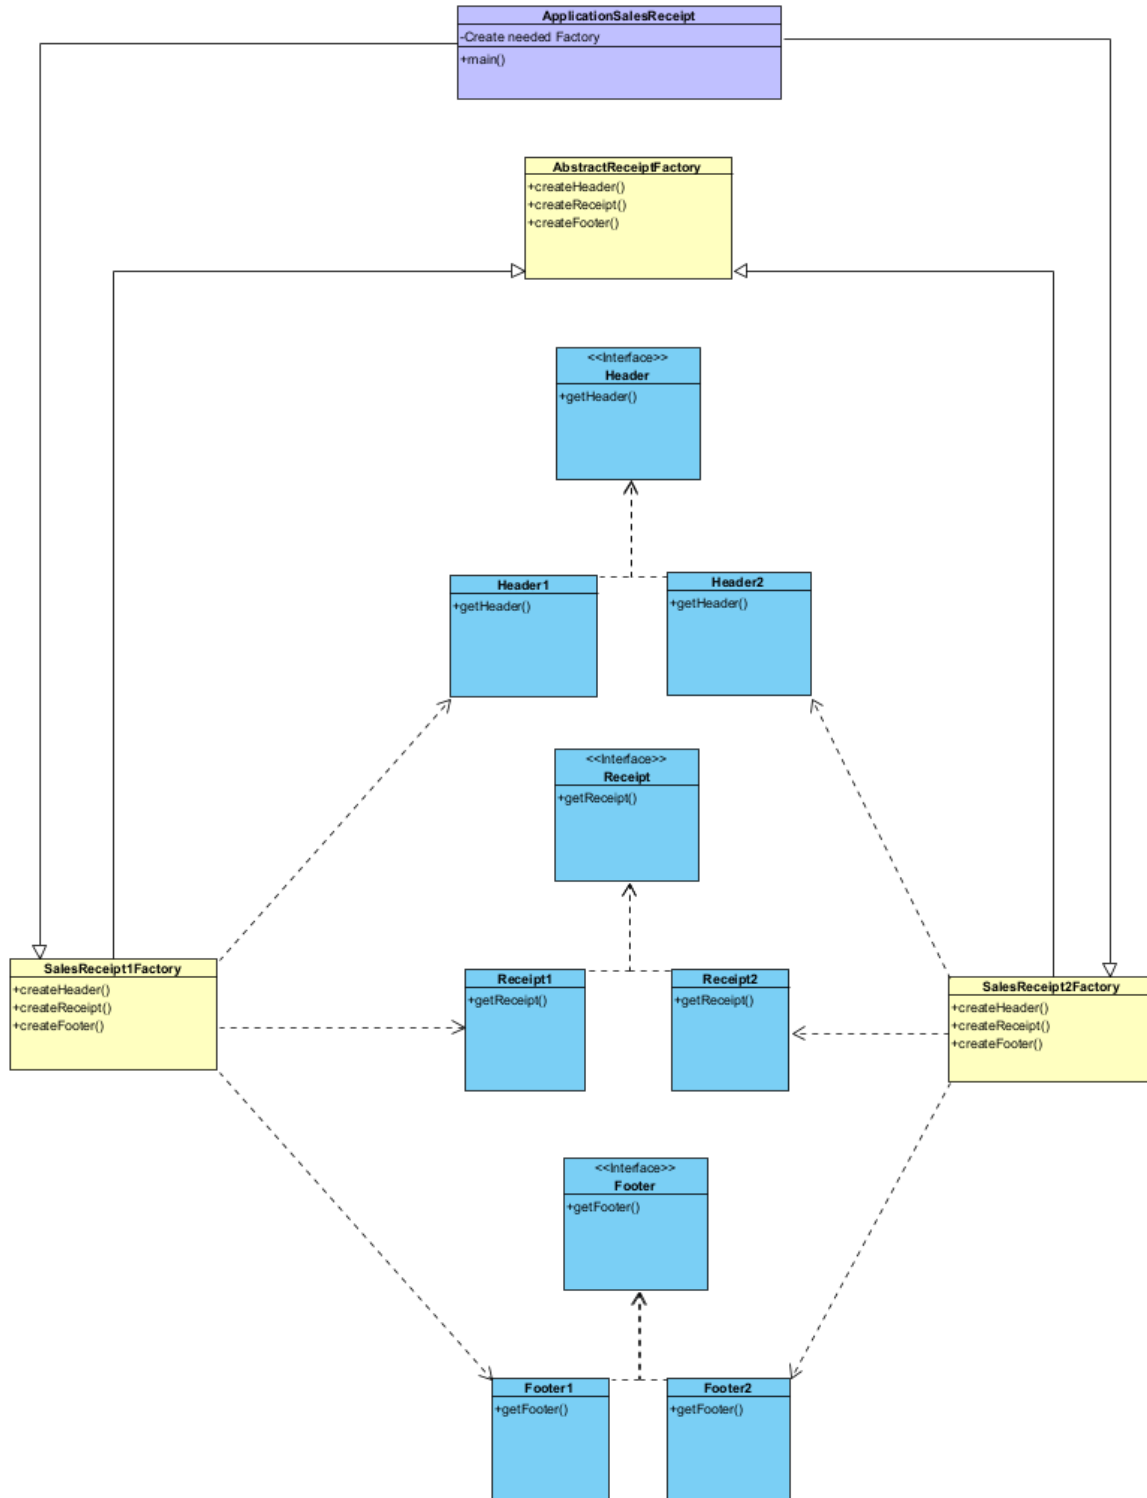 ApplicationSalesReceipt
-Create needed Factory
+main()
AbstractReceiptFactory
+createHeader()
+createReceipt()
+createFooter()
<<Interface>>
Header
+getHeader()
Header1
+getHeader()
Header2
+getHeader()
<<Interface>>
Receipt
+getReceipt()
SalesReceipt1Factory
+createHeader()
+createReceipt()
+createFooter()
Receipt1
+getReceipt()
Receipt2
+getReceipt()
SalesReceipt2Factory
+createHeader()
+createReceipt()
+createFooter()
<<Interface>>
Footer
+getFooter()
Footer1
+getFooter()
Footer2
+getFooter()